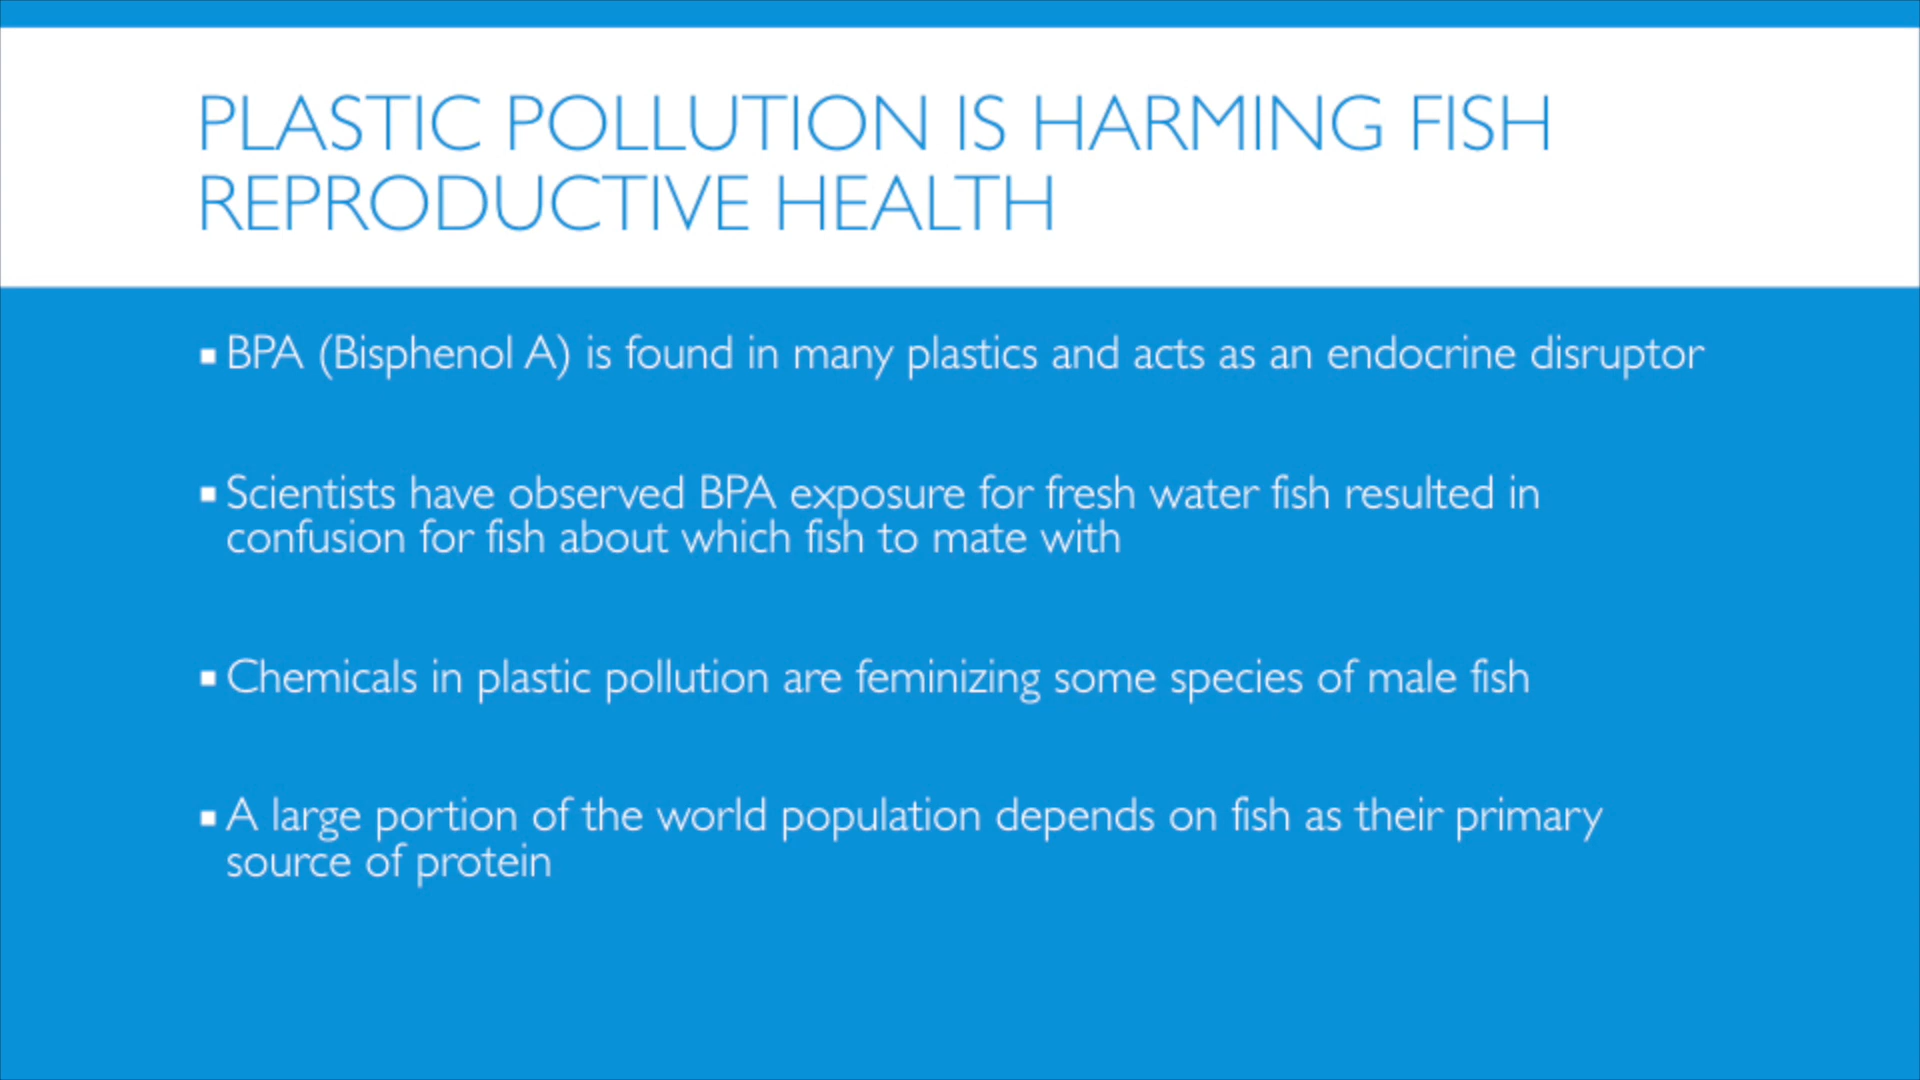 PLASTIC POLLUTION IS HARMING FISH
REPRODUCTIVE HEALTH
▪ BPA (Bisphenol A) is found in many plastics and acts as an endocrine disruptor
▪ Scientists have observed BPA exposure for fresh water fish resulted in
confusion for fish about which fish to mate with
▪ Chemicals in plastic pollution are feminizing some species of male fish
▪ A large portion of the world population depends on fish as their primary
source of protein